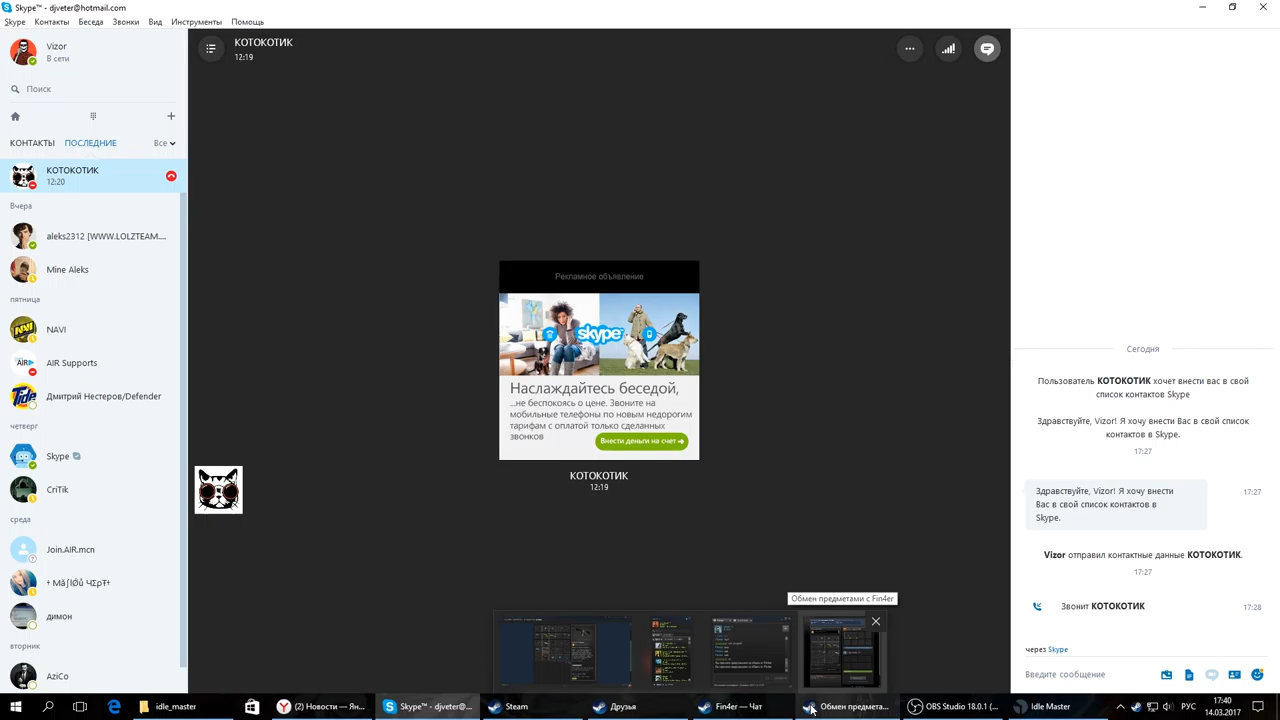 Skype™ - djveter@hotmail.com
Skype Контакты Беседа Звонки Вид Инструменты Помощь
Vizor
В сети
Поиск
КОНТАКТЫ ПОСЛЕДНИЕ Все
КОТОКОТИК
12:20
Вчера
aleks2312 [WWW.LOLZTEAM....
Mine Aleks
пятница
NAVI
AIR Supports
Дмитрий Нестеров/Defender
четверг
Skype
CriTik
среда
Join.AIR.mcn
димон
вторник
AziCo
КОТОКОТИК
12:19
Рекламное объявление
skype
Наслаждайтесь беседой,
...не беспокоясь о цене. Звоните на
мобильные телефоны по новым недорогим
тарифам с оплатой только сделанных
звонков
Внести деньги на счет
КОТОКОТИК
12:19
Обмен предметами с Fin4er
Сегодня
Пользователь КОТОКОТИК хочет внести вас в свой
список контактов Skype
Здравствуйте, Vizor! Я хочу внести Вас в свой список
контактов в Skype.
17:27
Здравствуйте, Vizor! Я хочу внести
Вас в свой список контактов в
Skype.
17:27
Vizor отправил контактные данные КОТОКОТИК.
17:27
Звонит КОТОКОТИК
17:28
через Skype
Введите сообщение
idle_master
(2) Новости — Ян...
Skype™ - djveter@...
Steam
Друзья
Fin4er — Чат
Обмен предмета...
OBS Studio 18.0.1 (...
Idle Master
РУС
17:40
14.03.2017